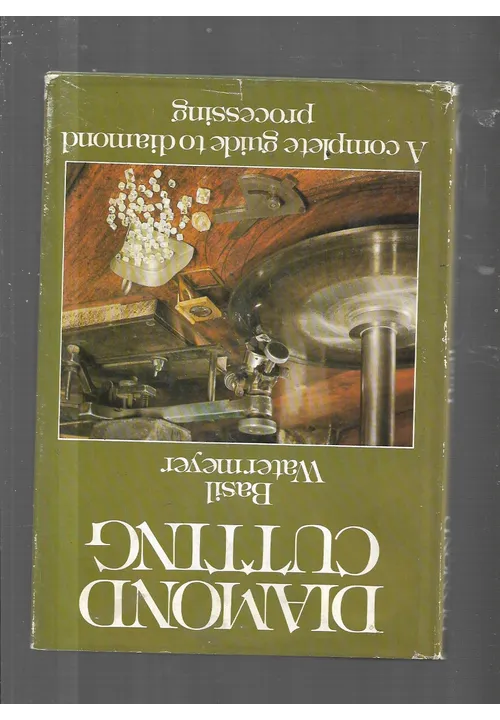 DIAMOND
CUTTING
Basil
Watermeyer
A complete guide to diamond
processing